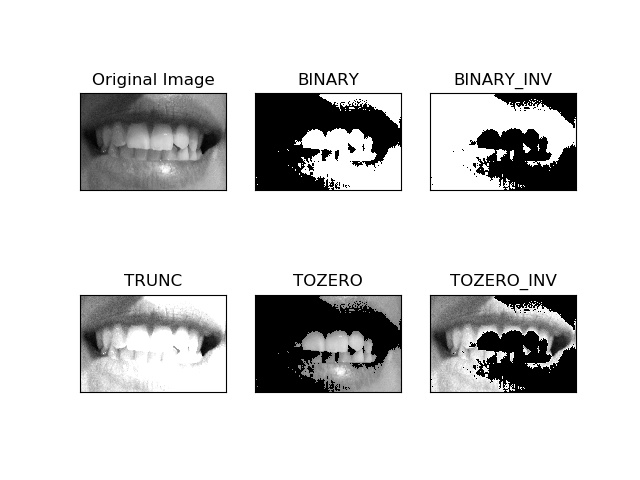 Original Image
BINARY
BINARY_INV
TRUNC
TOZERO
TOZERO_INV